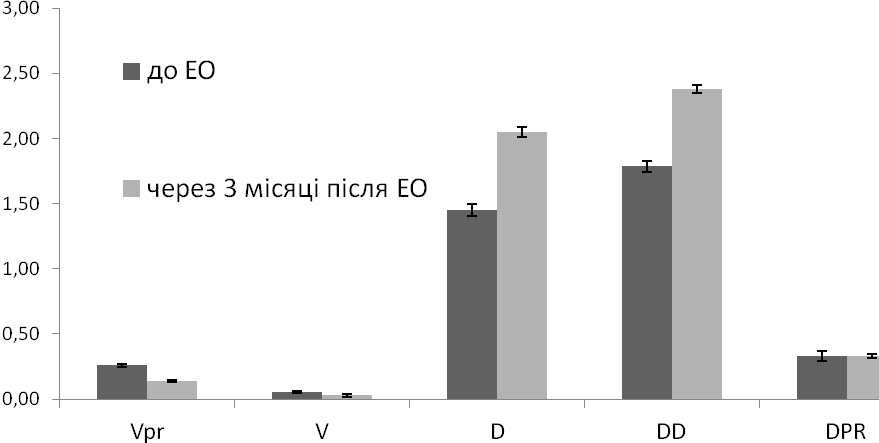 3,00
2,50
2,00
1,50
1,00
0,50
0,00
до ЕО
через 3 місяці після ЕО
Vpr V D DD DPR